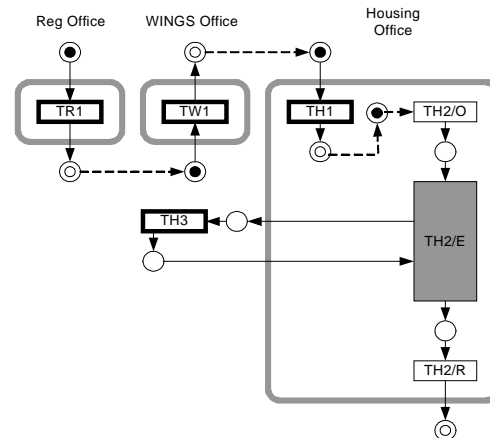 Reg Office
WINGS Office
Housing
Office
TR1
TW1
TH1
TH2/O
TH3
TH2/E
TH2/R